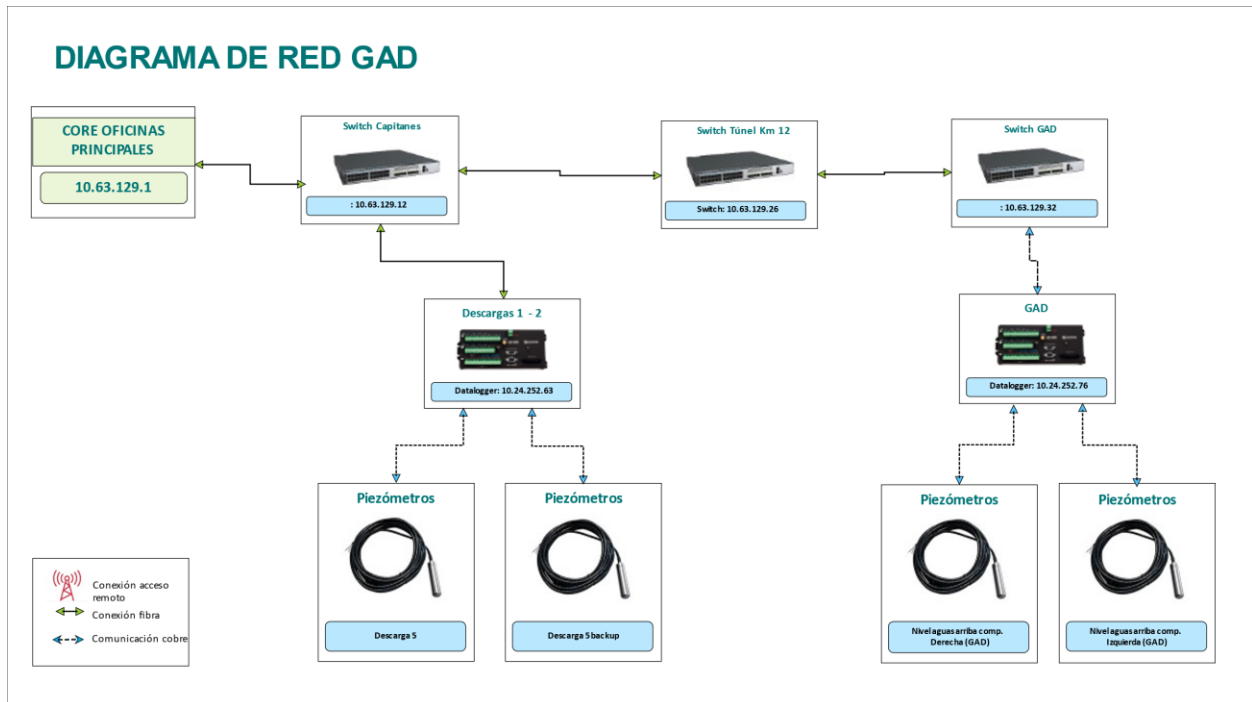 DIAGRAMA DE RED GAD
CORE OFICINAS
PRINCIPALES
10.63.129.1
Switch Capitanes
: 10.63.129.12
Switch Túnel Km 12
Switch: 10.63.129.26
Switch GAD
: 10.63.129.32
Descargas 1 - 2
Datalogger: 10.24.252.63
GAD
Datalogger: 10.24.252.76
Piezómetros
Descarga 5
Piezómetros
Descarga 5 backup
Piezómetros
Nivel aguas arriba comp.
Derecha (GAD)
Piezómetros
Nivel aguas arriba comp.
Izquierda (GAD)
Conexión acceso
remoto
Conexión fibra
Comunicación cobre